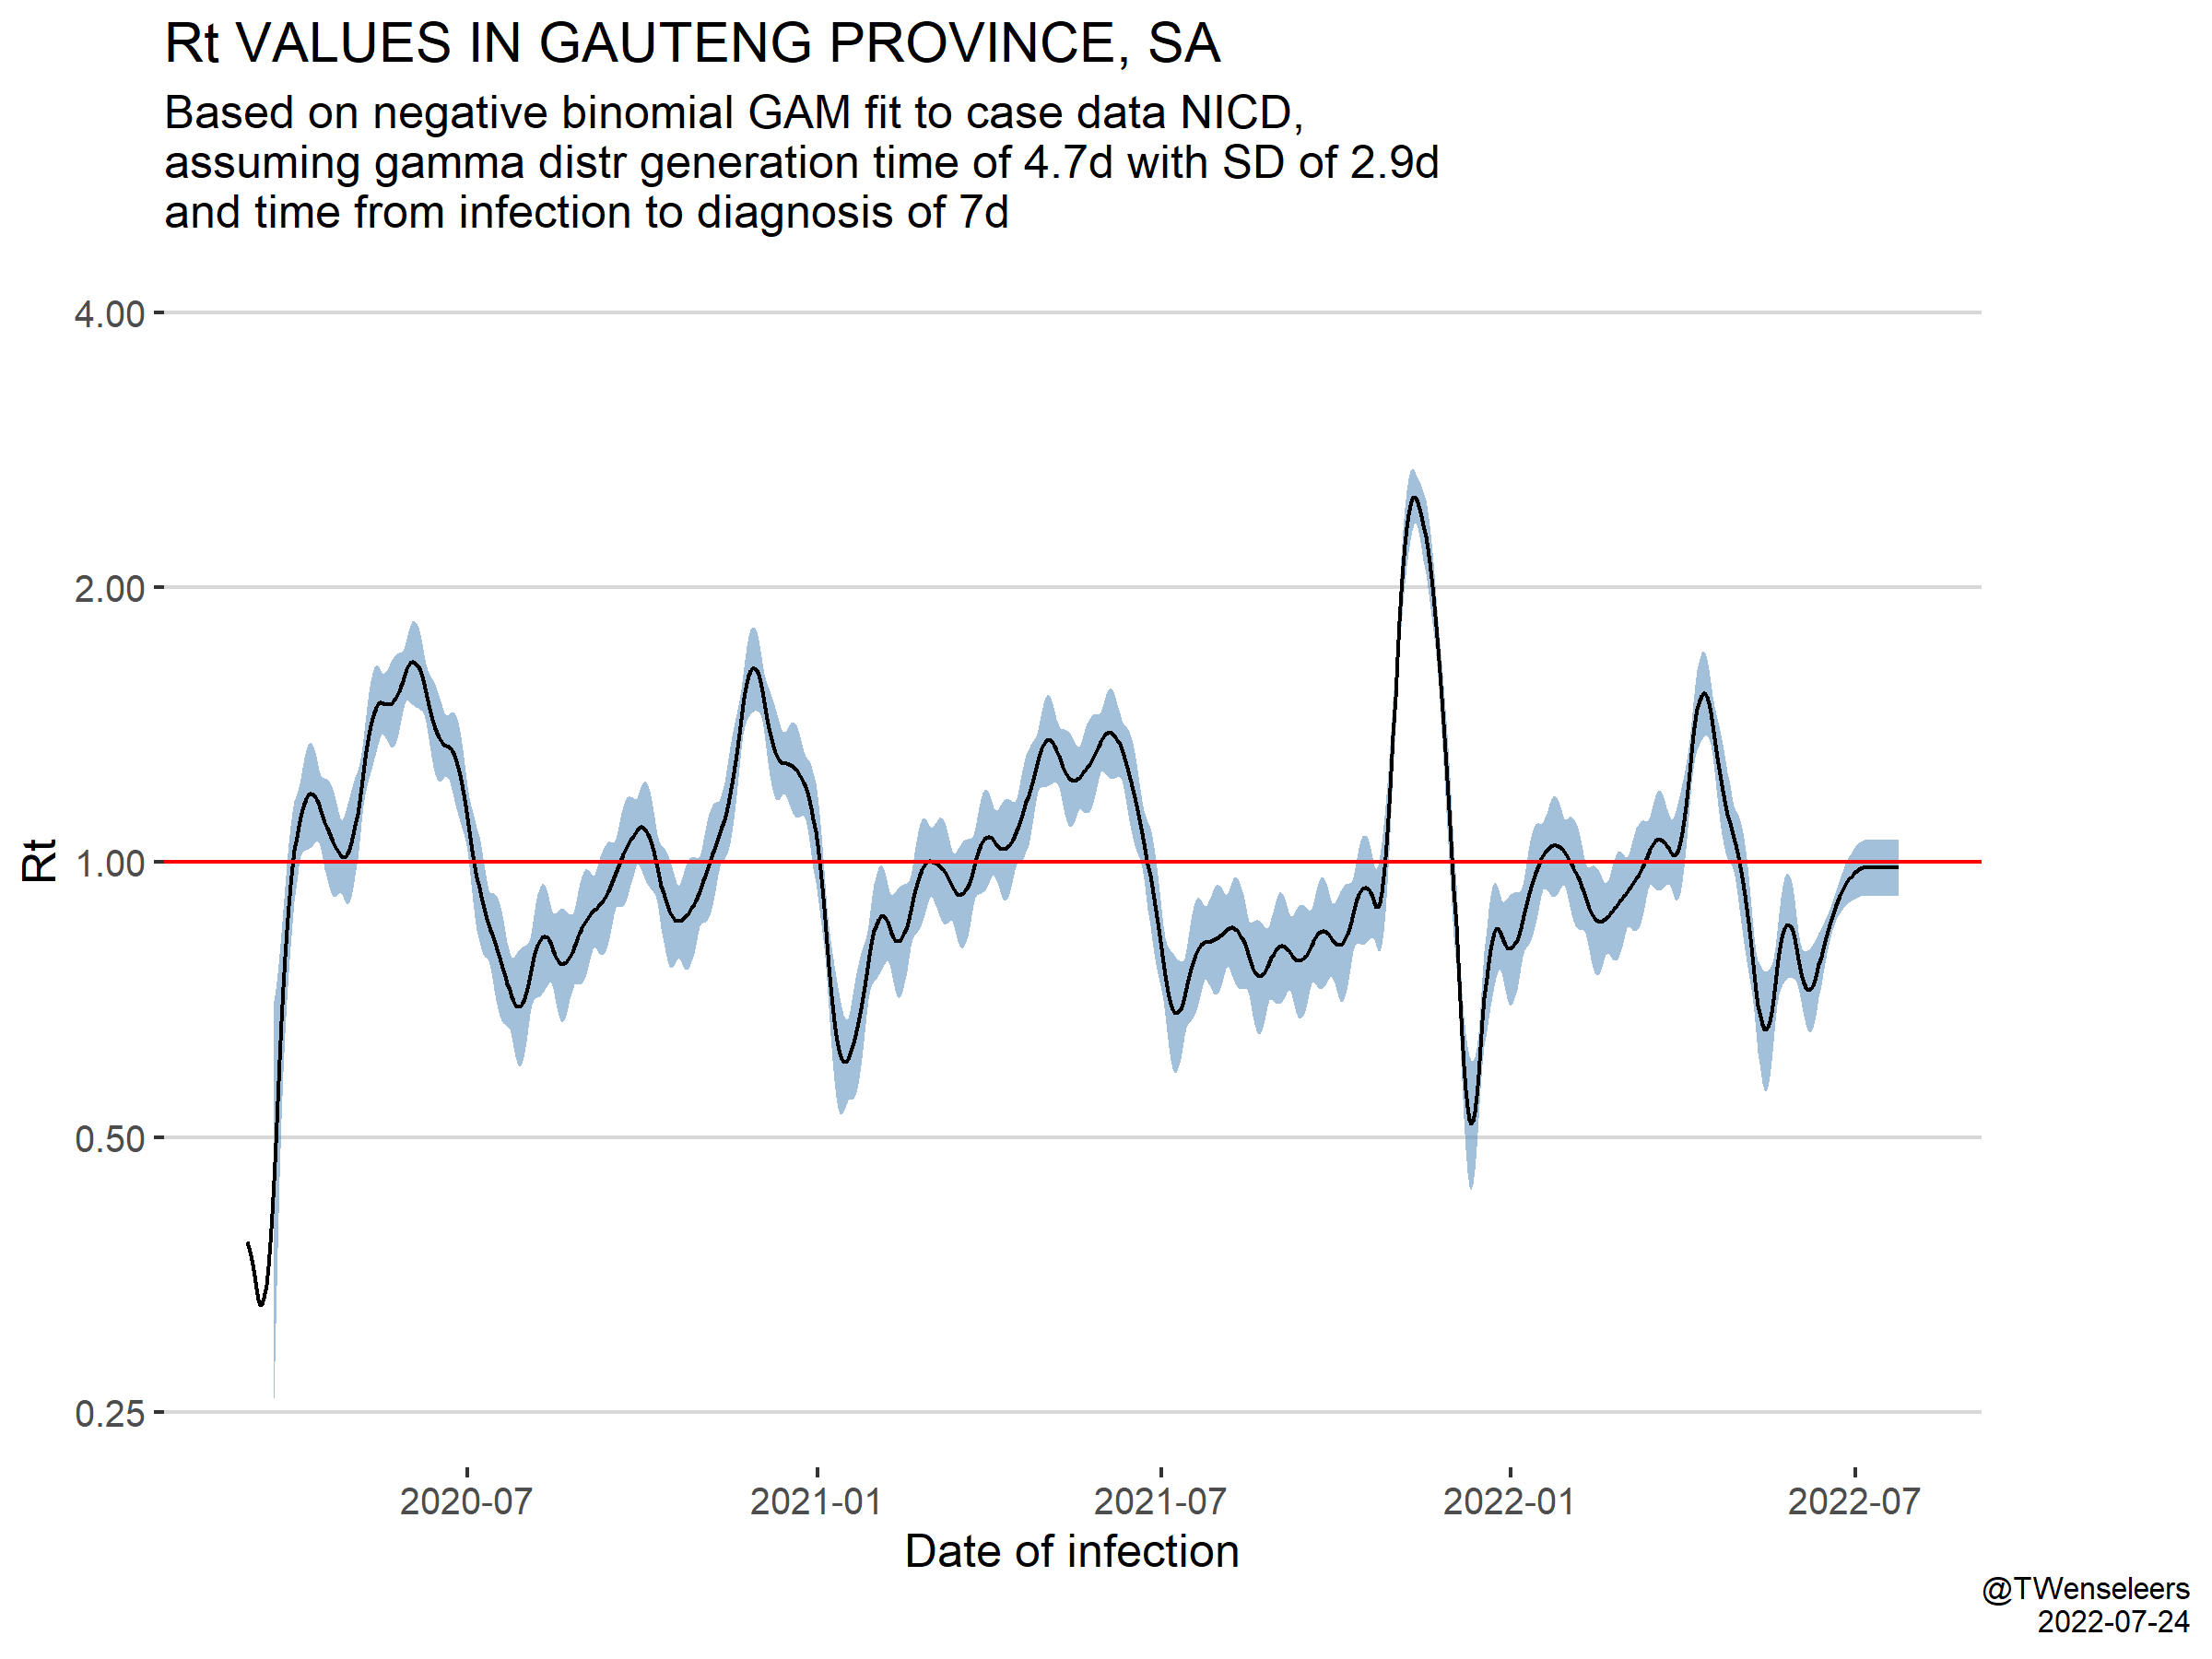 Rt VALUES IN GAUTENG PROVINCE, SA
Based on negative binomial GAM fit to case data NICD,
assuming gamma distr generation time of 4.7d with SD of 2.9d
and time from infection to diagnosis of 7d
4.00
2.00
1.00
0.50
0.25
Rt
2020-07 2021-01 2021-07 2022-01 2022-07
Date of infection
@TWenseleers
2022-07-24